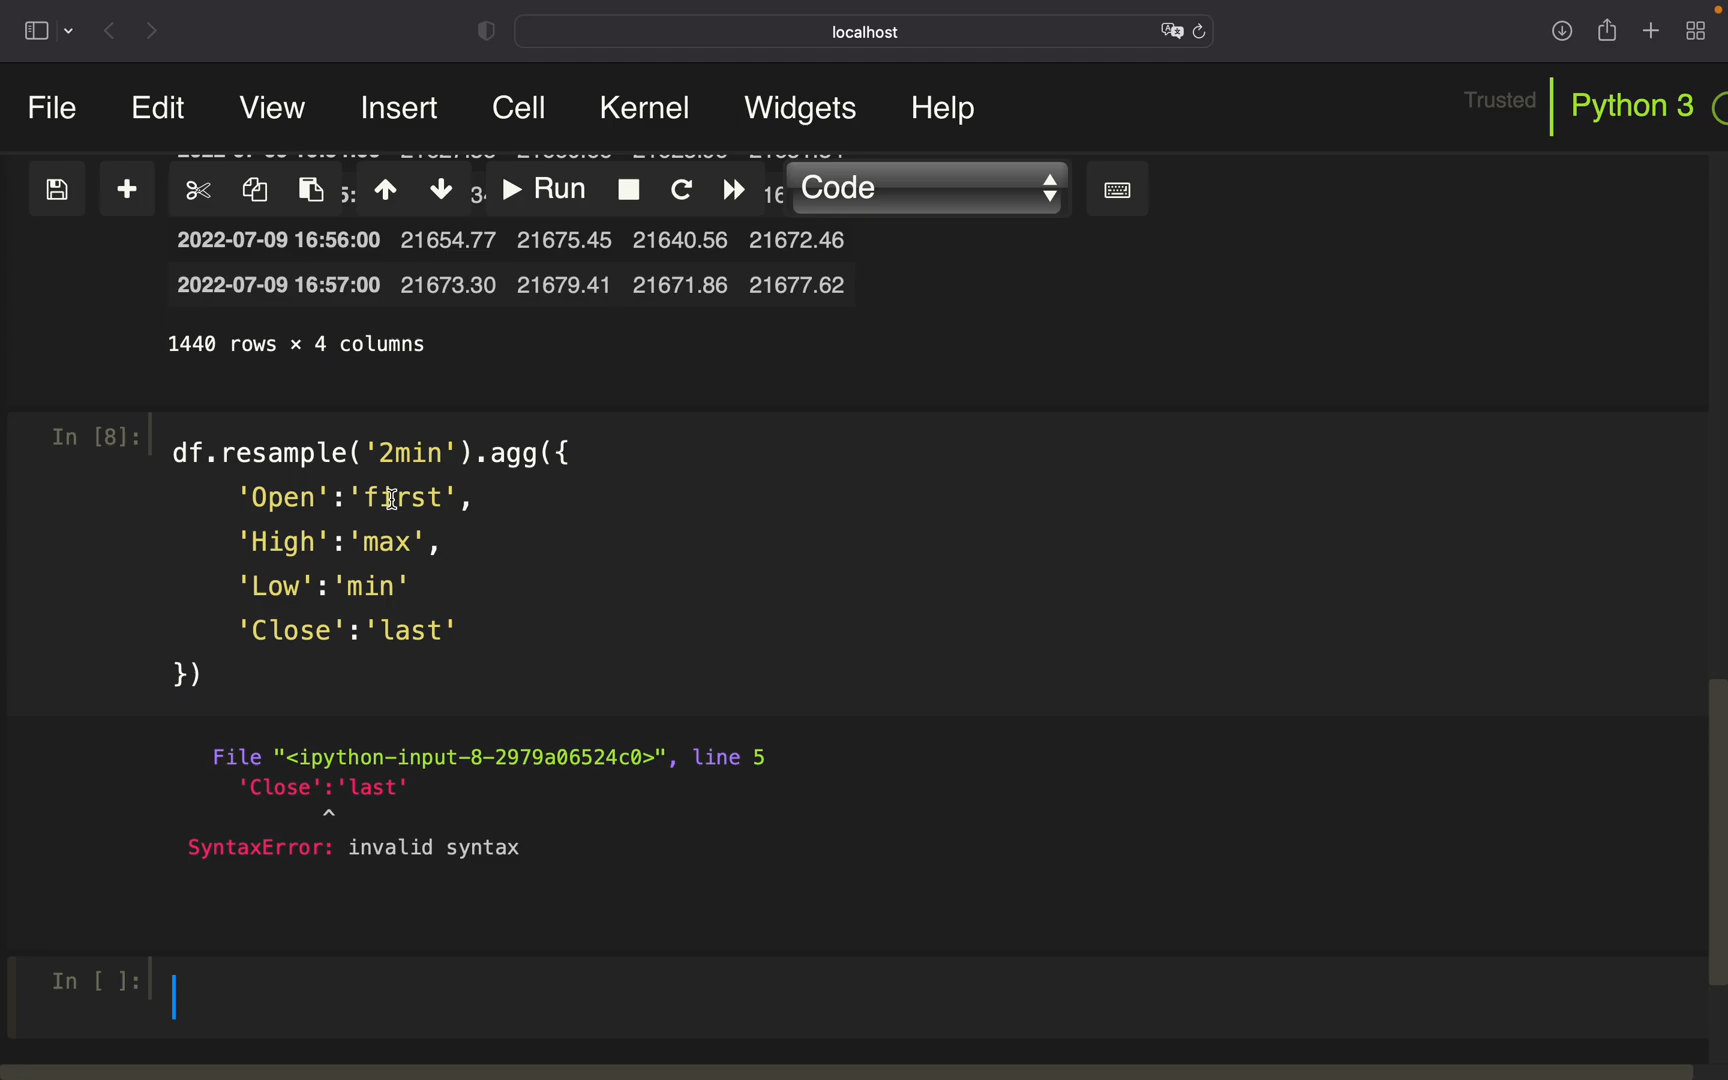 localhost
File Edit View Insert Cell Kernel Widgets Help Trusted Python 3
Run Code
2022-07-09 16:56:00 21654.77 21675.45 21640.56 21672.46
2022-07-09 16:57:00 21673.30 21679.41 21671.86 21677.62
1440 rows × 4 columns
In [8]:
df.resample('2min').agg({
'Open':'first',
'High':'max',
'Low':'min'
'Close':'last'
})
File "<ipython-input-8-2979a06524c0>", line 5
'Close':'last'
^
SyntaxError: invalid syntax
In [ ]: